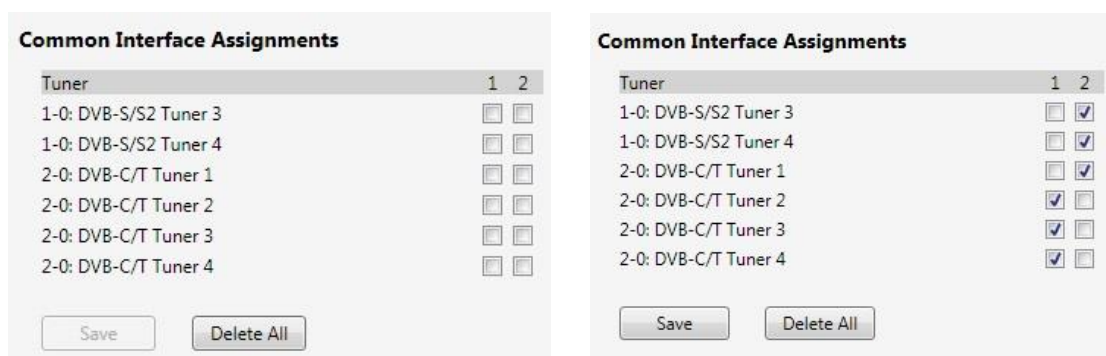 Common Interface Assignments
Tuner 1 2
1-0: DVB-S/S2 Tuner 3
1-0: DVB-S/S2 Tuner 4
2-0: DVB-C/T Tuner 1
2-0: DVB-C/T Tuner 2
2-0: DVB-C/T Tuner 3
2-0: DVB-C/T Tuner 4
Save Delete All
Common Interface Assignments
Tuner 1 2
1-0: DVB-S/S2 Tuner 3
1-0: DVB-S/S2 Tuner 4
2-0: DVB-C/T Tuner 1
2-0: DVB-C/T Tuner 2
2-0: DVB-C/T Tuner 3
2-0: DVB-C/T Tuner 4
Save Delete All